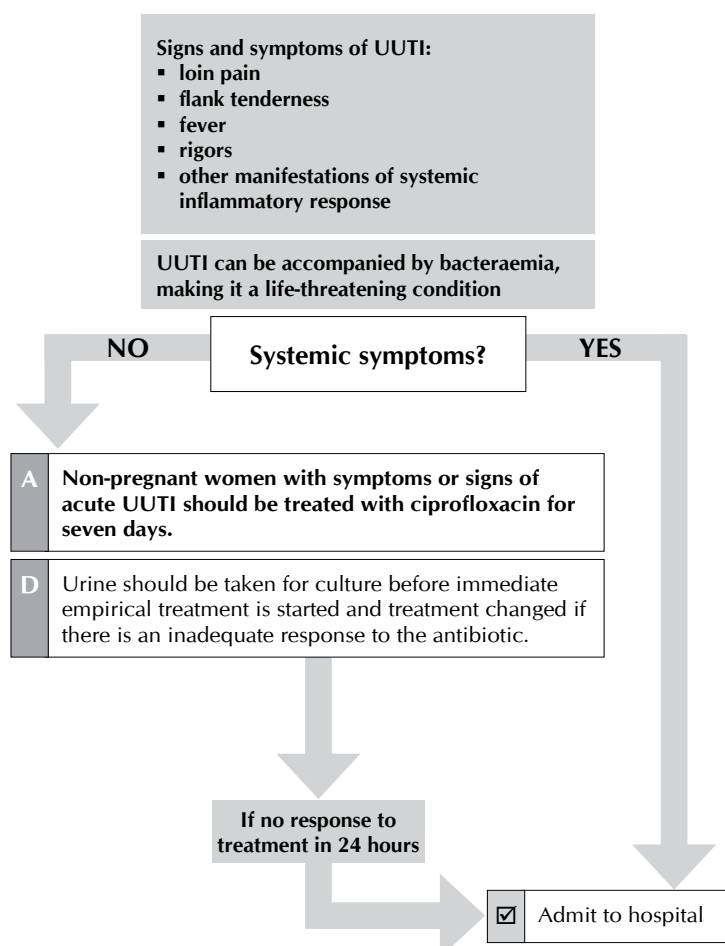 Signs and symptoms of UUTI:
▪ loin pain
▪ flank tenderness
▪ fever
▪ rigors
▪ other manifestations of systemic
inflammatory response
UUTI can be accompanied by bacteraemia,
making it a life-threatening condition
NO
Systemic symptoms?
YES
A
Non-pregnant women with symptoms or signs of
acute UUTI should be treated with ciprofloxacin for
seven days.
D
Urine should be taken for culture before immediate
empirical treatment is started and treatment changed if
there is an inadequate response to the antibiotic.
If no response to
treatment in 24 hours
☑ Admit to hospital